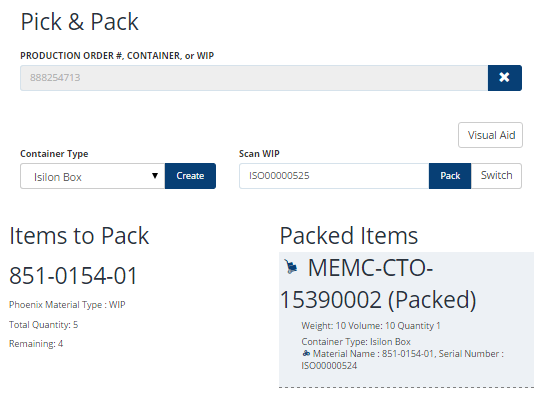 Pick & Pack
PRODUCTION ORDER #, CONTAINER, or WIP
888254713
Visual Aid
Container Type
Scan WIP
Isilon Box
Create
ISO00000525
Pack
Switch
Items to Pack
Packed Items
851-0154-01
Phoenix Material Type : WIP
Total Quantity: 5
Remaining: 4
MEMC-CTO-
15390002 (Packed)
Weight: 10 Volume: 10 Quantity 1
Container Type: Isilon Box
Material Name : 851-0154-01, Serial Number :
ISO00000524